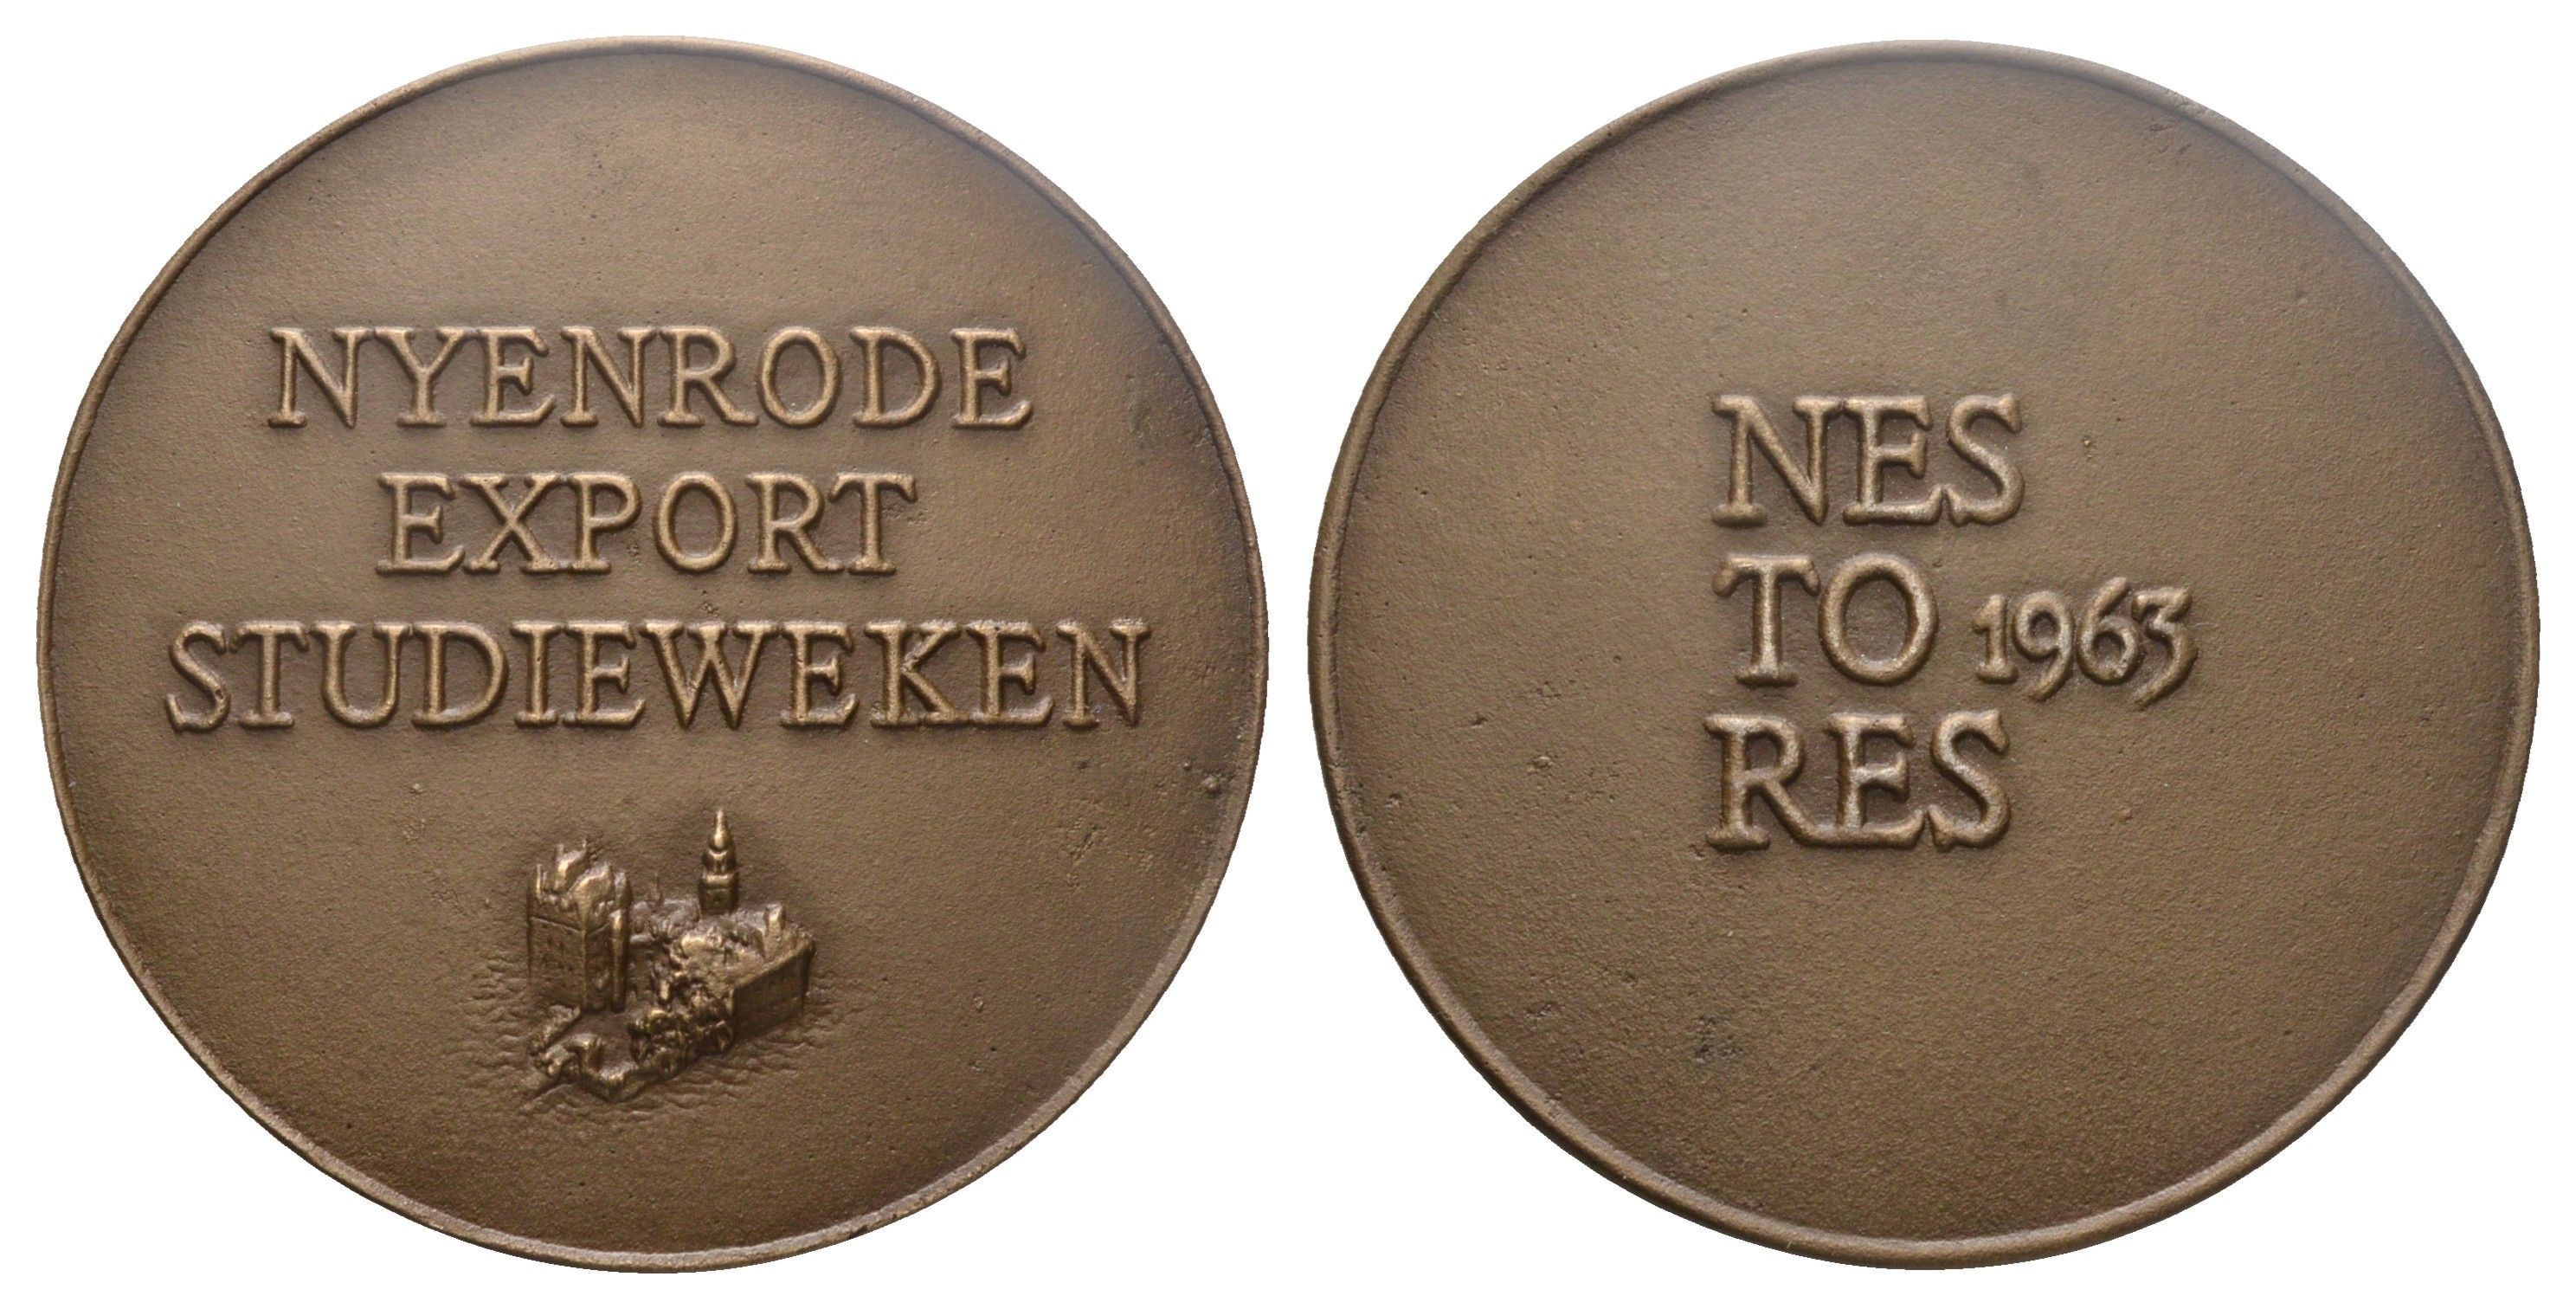 NYENRODE
EXPORT
STUDIEWEKEN
NES
TO 1963
RES